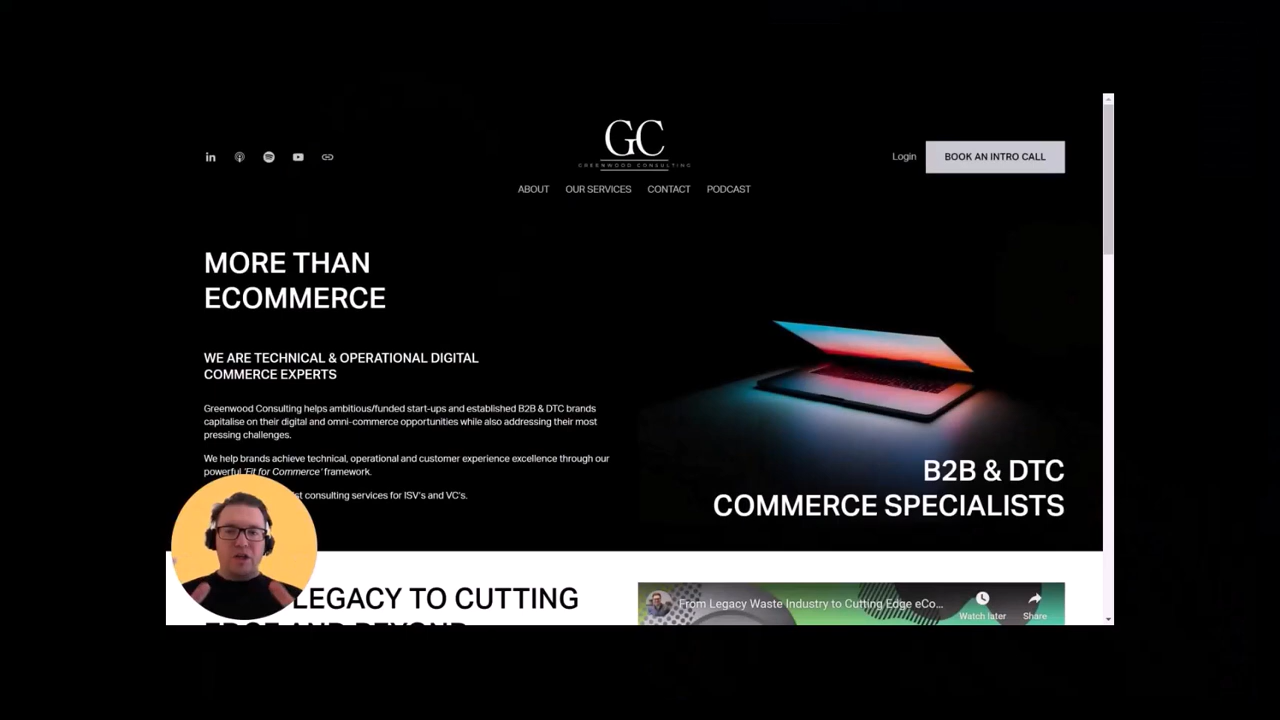 GC
GREENWOOD CONSULTING
Login
BOOK AN INTRO CALL
ABOUT
OUR SERVICES
CONTACT
PODCAST
MORE THAN
ECOMMERCE
WE ARE TECHNICAL & OPERATIONAL DIGITAL
COMMERCE EXPERTS
Greenwood Consulting helps ambitious/funded start-ups and established B2B & DTC brands
capitalise on their digital and omni-commerce opportunities while also addressing their most
pressing challenges.
We help brands achieve technical, operational and customer experience excellence through our
powerful 'Fit for Commerce' framework.
consulting services for ISV's and VC's.
B2B & DTC
COMMERCE SPECIALISTS
LEGACY TO CUTTING
EDGE AND BEYOND
From Legacy Waste Industry to Cutting Edge eCo...
Watch later
Share